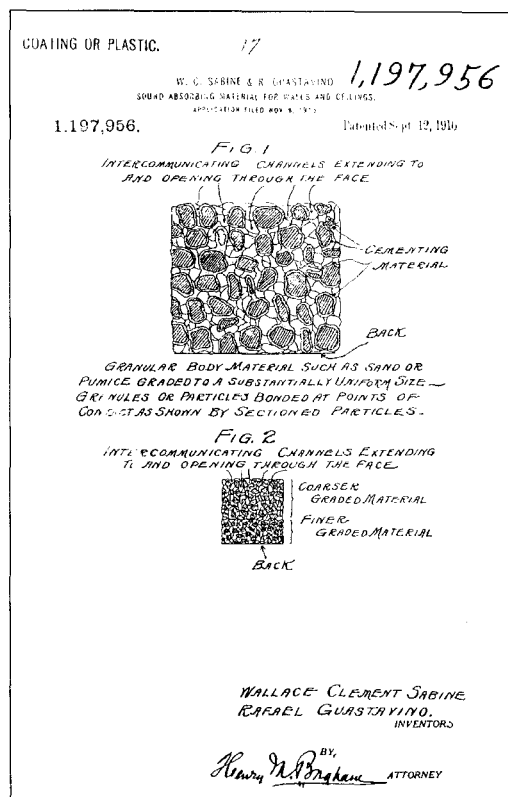 COATING OR PLASTIC.
17
W. C. SABINE & R. GUASTAVINO
1,197,956
SOUND ABSORBING MATERIAL FOR WALLS AND CEILINGS.
APPLICATION FILED NOV. 8, 1915
1,197,956.
Patented Sept. 12, 1916
FIG. 1
INTERCOMMUNICATING CHANNELS EXTENDING TO
AND OPENING THROUGH THE FACE
CEMENTING
MATERIAL
BACK
GRANULAR BODY MATERIAL SUCH AS SAND OR
PUMICE GRADED TO A SUBSTANTIALLY UNIFORM SIZE
GRANULES OR PARTICLES BONDED AT POINTS OF
CONTACT AS SHOWN BY SECTIONED PARTICLES.
FIG. 2
INTERCOMMUNICATING CHANNELS EXTENDING
TO AND OPENING THROUGH THE FACE
COARSER
GRADED MATERIAL
FINER
GRADED MATERIAL
BACK
WALLACE CLEMENT SABINE
RAFAEL GUASTAVINO.
INVENTORS
BY,
Henry M. Brigham ATTORNEY